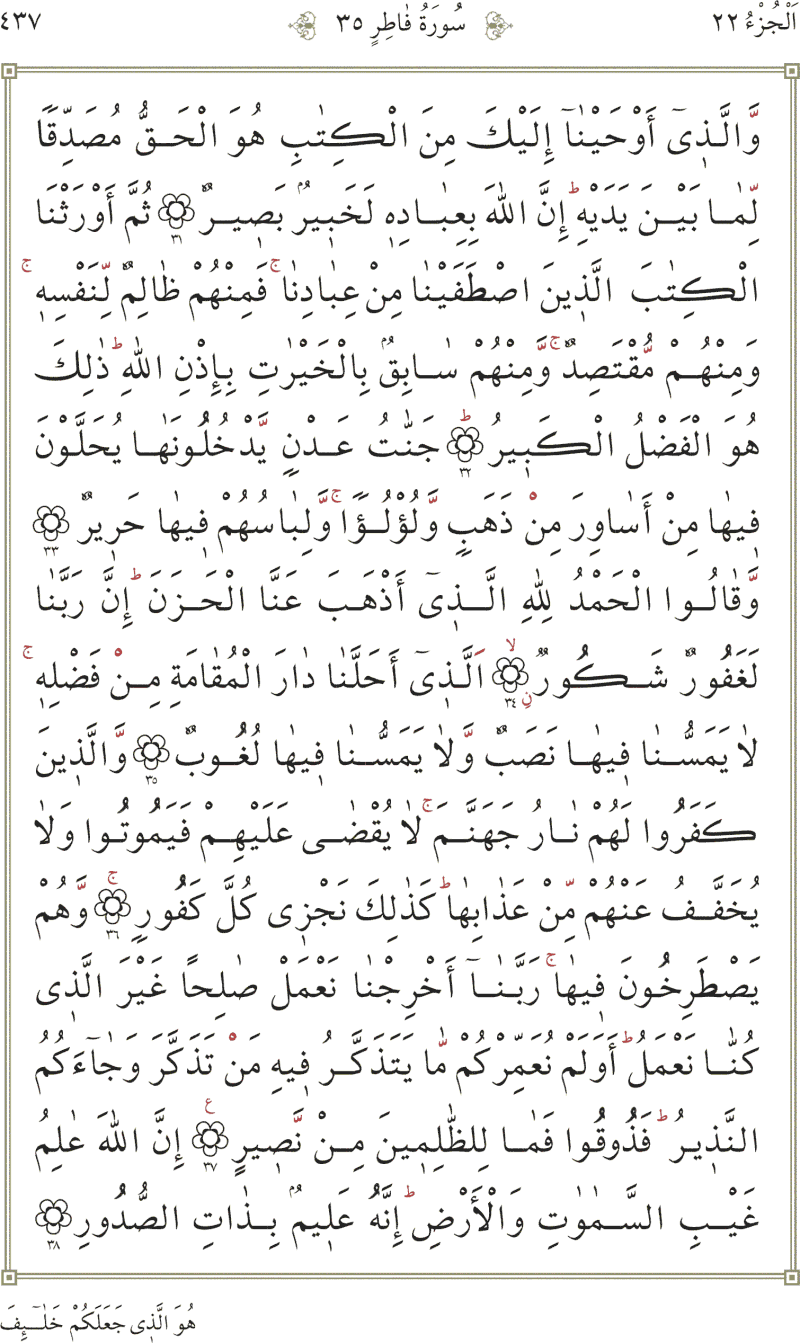 اَلْجُزْءُ ٢٢ سُورَةُ فَاطِرٍ ٣٥ ٤٣٧
وَّالَّذِىٓ أَوْحَيْنَآ إِلَيْكَ مِنَ الْكِتٰبِ هُوَ الْحَقُّ مُصَدِّقًا
لِّمَا بَيْنَ يَدَيْهِ ؕ إِنَّ اللّٰهَ بِعِبَادِهٖ لَخَبِيرٌۢ بَصِيرٌ ٣١ ثُمَّ أَوْرَثْنَا
الْكِتٰبَ الَّذِينَ اصْطَفَيْنَا مِنْ عِبَادِنَا ۚ فَمِنْهُمْ ظَالِمٌ لِّنَفْسِهٖ ۚ
وَمِنْهُمْ مُّقْتَصِدٌ ۚ وَّمِنْهُمْ سَابِقٌۢ بِالْخَيْرٰتِ بِإِذْنِ اللّٰهِ ؕ ذٰلِكَ
هُوَ الْفَضْلُ الْكَبِيرُ ؕ ٣٢ جَنّٰتُ عَدْنٍ يَّدْخُلُونَهَا يُحَلَّوْنَ
فِيهَا مِنْ أَسَاوِرَ مِنْ ذَهَبٍ وَّلُؤْلُؤًا ۚ وَّلِبَاسُهُمْ فِيهَا حَرِيرٌ ٣٣
وَّقَالُوا الْحَمْدُ لِلّٰهِ الَّذِىٓ أَذْهَبَ عَنَّا الْحَزَنَ ؕ إِنَّ رَبَّنَا
لَغَفُورٌ شَكُورٌ ۙ ٣٤ نِ اَلَّذِىٓ أَحَلَّنَا دَارَ الْمُقَامَةِ مِنْ فَضْلِهٖ ۚ
لَا يَمَسُّنَا فِيهَا نَصَبٌ وَّلَا يَمَسُّنَا فِيهَا لُغُوبٌ ٣٥ وَّالَّذِينَ
كَفَرُوا لَهُمْ نَارُ جَهَنَّمَ ۚ لَا يُقْضٰى عَلَيْهِمْ فَيَمُوتُوا وَلَا
يُخَفَّفُ عَنْهُمْ مِّنْ عَذَابِهَا ؕ كَذٰلِكَ نَجْزِى كُلَّ كَفُورٍ ۚ ٣٦ وَّهُمْ
يَصْطَرِخُونَ فِيهَا ۚ رَبَّنَآ أَخْرِجْنَا نَعْمَلْ صٰلِحًا غَيْرَ الَّذِى
كُنَّا نَعْمَلُ ؕ أَوَلَمْ نُعَمِّرْكُمْ مَّا يَتَذَكَّرُ فِيهِ مَنْ تَذَكَّرَ وَجَآءَكُمُ
النَّذِيرُ ؕ فَذُوقُوا فَمَا لِلظّٰلِمِينَ مِنْ نَّصِيرٍ ٣٧ ع إِنَّ اللّٰهَ عٰلِمُ
غَيْبِ السَّمٰوٰتِ وَالْأَرْضِ ؕ إِنَّهُ عَلِيمٌۢ بِذَاتِ الصُّدُورِ ٣٨
هُوَ الَّذِى جَعَلَكُمْ خَلٰٓئِفَ